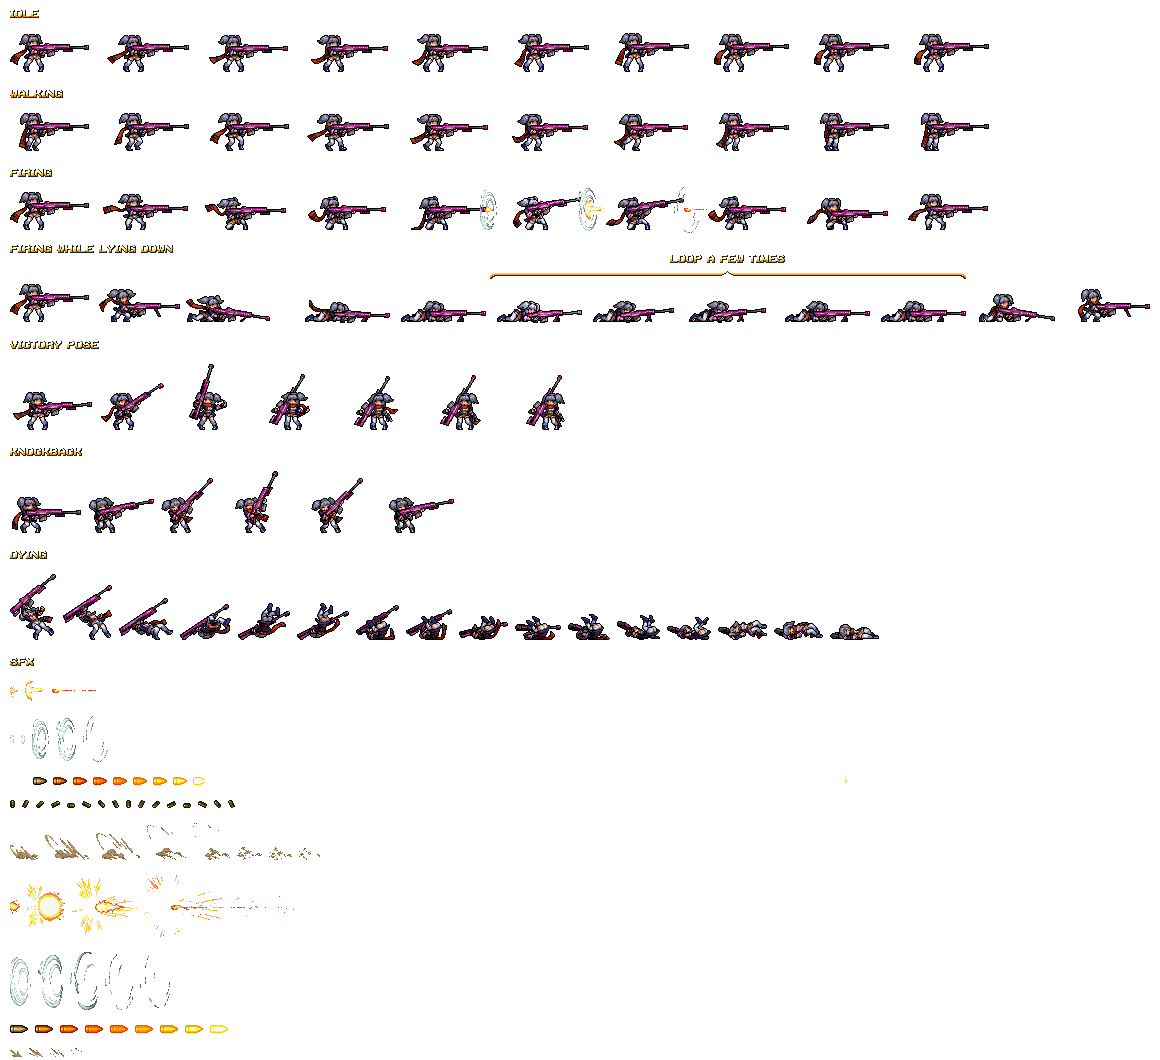 IDLE
WALKING
FIRING
FIRING WHILE LYING DOWN
LOOP A FEW TIMES
VICTORY POSE
KNOCKBACK
DYING
SFX